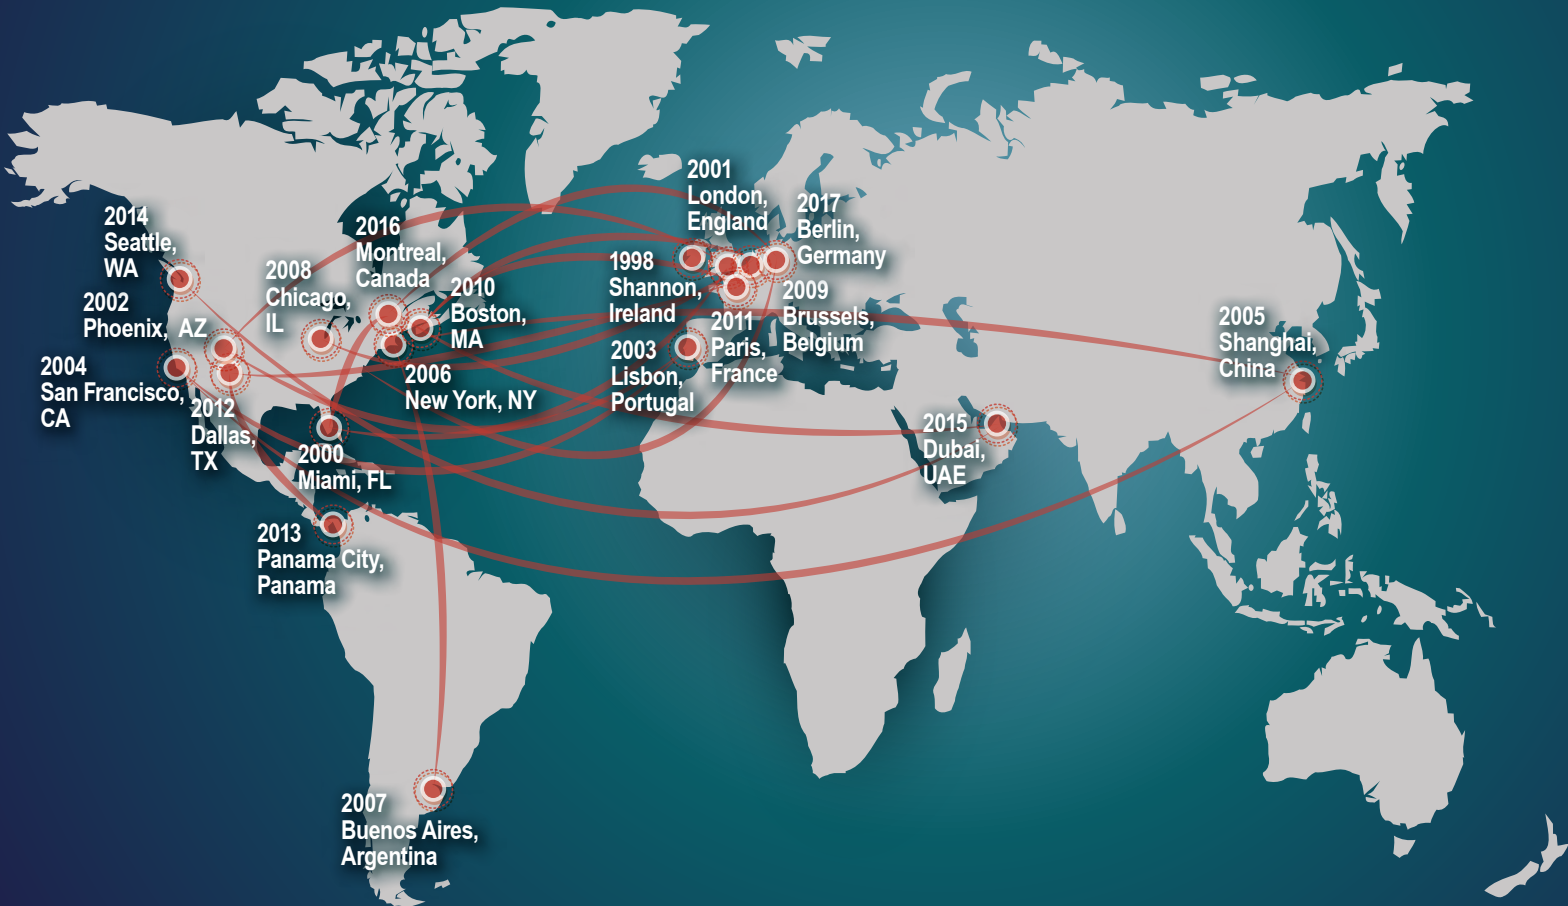 2014
Seattle,
WA
2002
Phoenix, AZ
2004
San Francisco,
CA
2012
Dallas,
TX
2008
Chicago,
IL
2016
Montreal,
Canada
2010
Boston,
MA
2006
New York, NY
2000
Miami, FL
2013
Panama City,
Panama
2007
Buenos Aires,
Argentina
2001
London,
England
2017
Berlin,
Germany
1998
Shannon,
Ireland
2009
Brussels,
Belgium
2011
Paris,
France
2003
Lisbon,
Portugal
2015
Dubai,
UAE
2005
Shanghai,
China